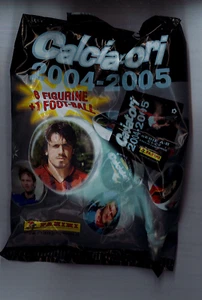 Calciatori
2004-2005
6 FIGURINE
+1 FOOT-BALL
Calciatori
2004-2005
PANINI
PANINI